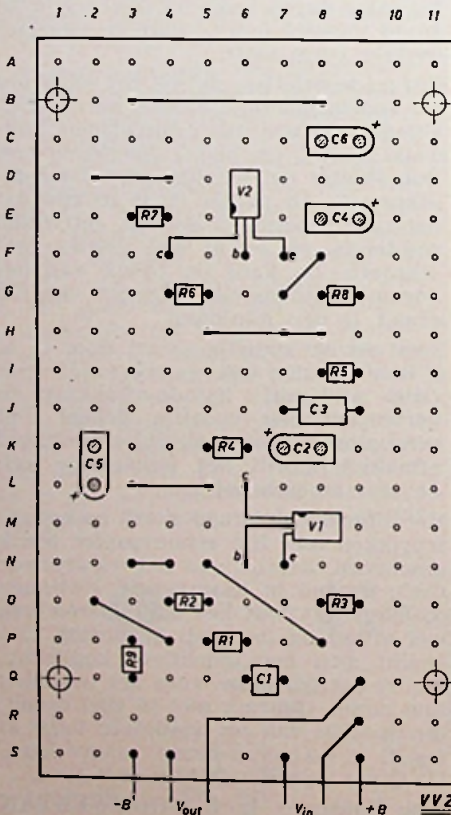 1 2 3 4 5 6 7 8 9 10 11
A
B
C C6 +
D
V2
E R7 C4 +
F c b e
G R6 R8
H
I R5
J C3
K R4 + C2
C5
L + c
M V1
N b e
O R2 R3
P R1
R9
Q C1
R
S
-B Vout Vin +B VV2